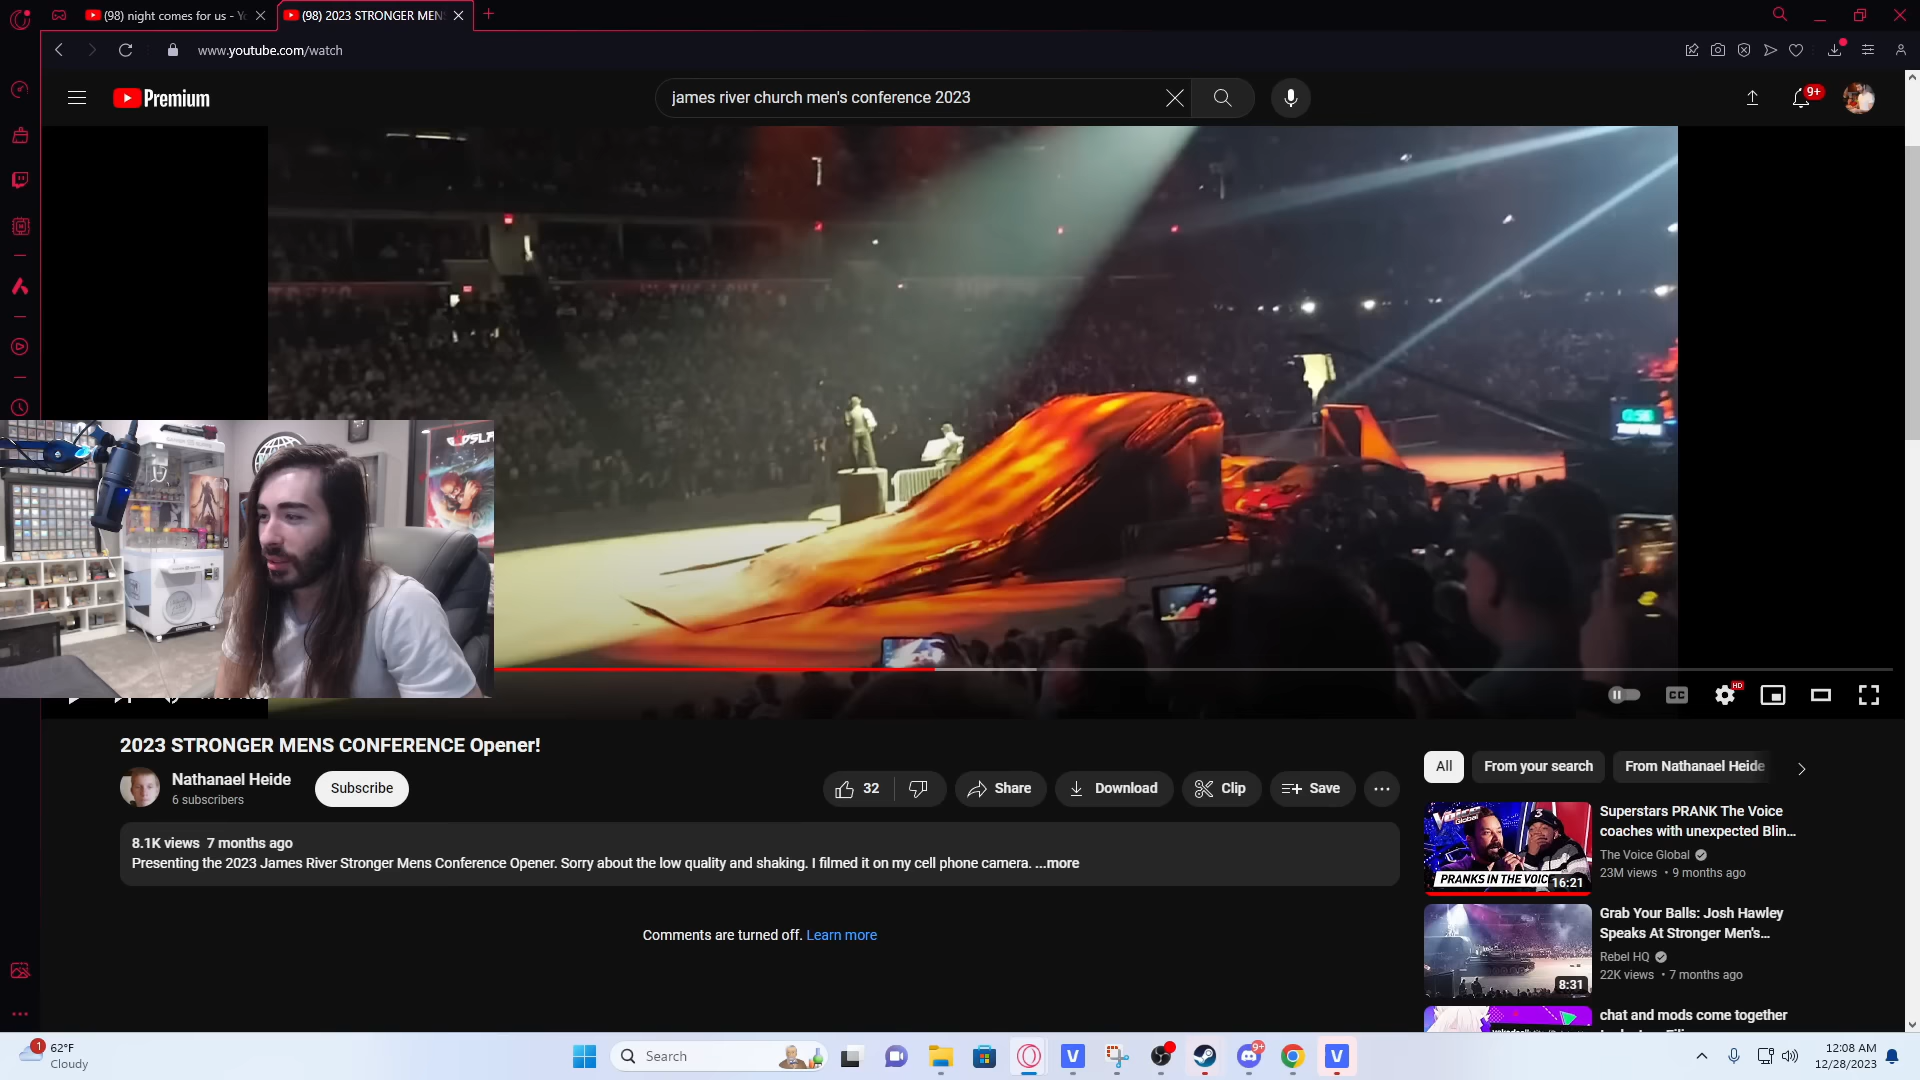 (98) night comes for us - Yo
(98) 2023 STRONGER MENS
www.youtube.com/watch
Premium
james river church men's conference 2023
9+
HD
CC
2023 STRONGER MENS CONFERENCE Opener!
Nathanael Heide
6 subscribers
Subscribe
32
Share
Download
Clip
Save
8.1K views 7 months ago
Presenting the 2023 James River Stronger Mens Conference Opener. Sorry about the low quality and shaking. I filmed it on my cell phone camera. ...more
Comments are turned off. Learn more
All
From your search
From Nathanael Heide
PRANKS IN THE VOIC
16:21
Superstars PRANK The Voice
coaches with unexpected Blin...
The Voice Global
23M views • 9 months ago
8:31
Grab Your Balls: Josh Hawley
Speaks At Stronger Men's...
Rebel HQ
22K views • 7 months ago
chat and mods come together
1
62°F
Cloudy
Search
9+
12:08 AM
12/28/2023